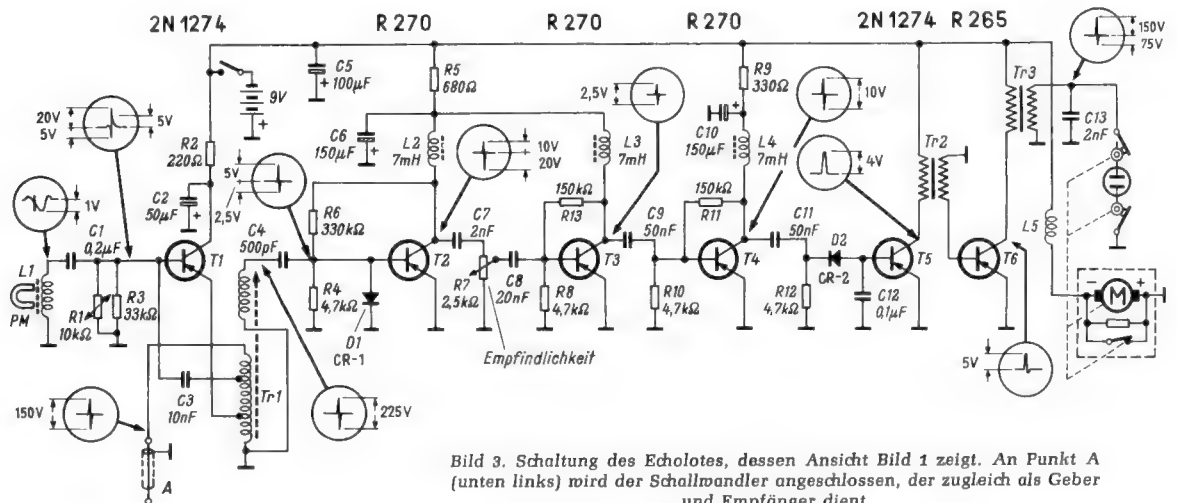 2N1274 R 270 R 270 R 270 2N1274 R 265
150V
75V
Tr3
C13
2nF
C5
100µF
9V
+
R2
220Ω
C2
50µF
+
R5
680Ω
C6
150µF
+
L2
7mH
2,5V
L3
7mH
R9
330Ω
C10
150µF
+
L4
7mH
10V
4V
Tr2
20V
5V
5V
1V
5V
2,5V
10V
20V
L1
PM
C1
0,2µF
R1
10kΩ
R3
33kΩ
T1
C4
500pF
R6
330kΩ
R4
4,7kΩ
D1
CR-1
T2
C7
2nF
R7
2,5kΩ
Empfindlichkeit
C8
20nF
150kΩ
R13
R8
4,7kΩ
T3
C9
50nF
150kΩ
R11
R10
4,7kΩ
T4
C11
50nF
R12
4,7kΩ
D2
CR-2
C12
0,1µF
T5
T6
L5
- M +
5V
C3
10nF
Tr1
150V
225V
A
Bild 3. Schaltung des Echolotes, dessen Ansicht Bild 1 zeigt. An Punkt A
(unten links) wird der Schallwandler angeschlossen, der zugleich als Geber
und Empfänger dient